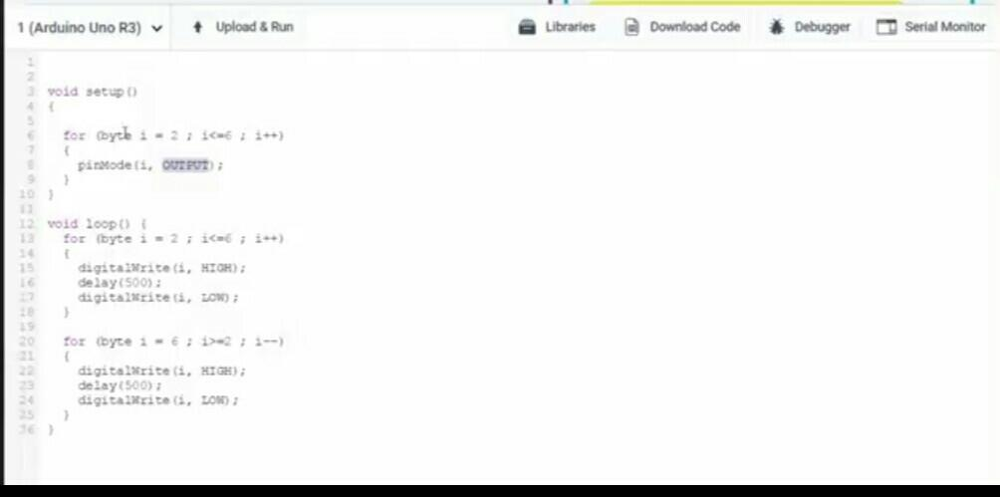 1 (Arduino Uno R3) Upload & Run Libraries Download Code Debugger Serial Monitor
1
2
3 void setup()
4 {
5
6 for (byte i = 2 ; i<=6 ; i++)
7 {
8 pinMode(i, OUTPUT);
9 }
10 }
11
12 void loop() {
13 for (byte i = 2 ; i<=6 ; i++)
14 {
15 digitalWrite(i, HIGH);
16 delay(500);
17 digitalWrite(i, LOW);
18 }
19
20 for (byte i = 6 ; i>=2 ; i--)
21 {
22 digitalWrite(i, HIGH);
23 delay(500);
24 digitalWrite(i, LOW);
25 }
26 }